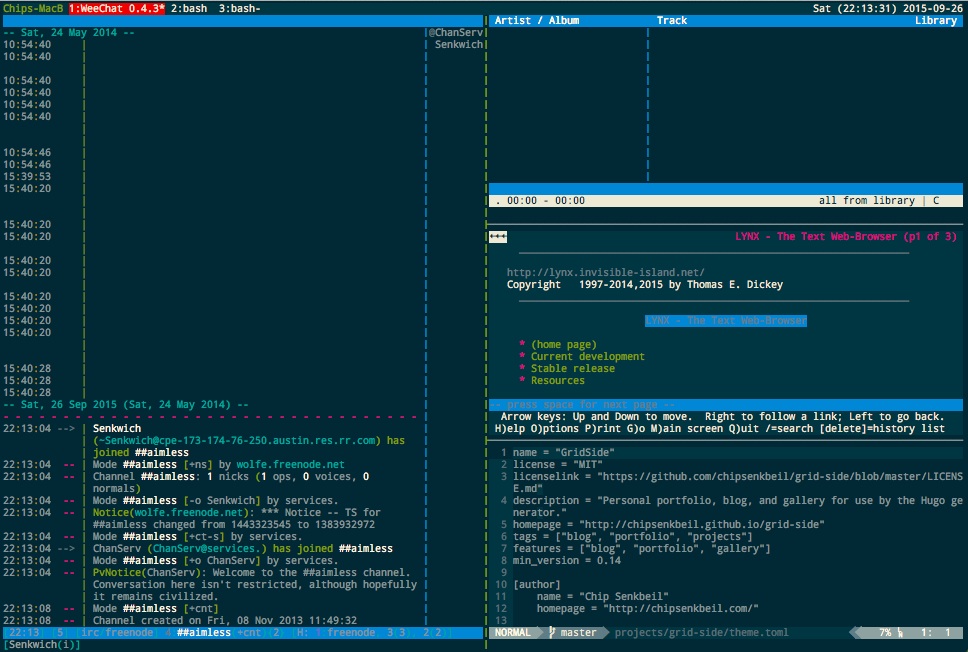 Chips-MacB 1:WeeChat 0.4.3* 2:bash 3:bash- Sat (22:13:31) 2015-09-26
-- Sat, 24 May 2014 --
10:54:40
10:54:40
10:54:40
10:54:40
10:54:40
10:54:40
10:54:46
10:54:46
15:39:53
15:40:20
15:40:20
15:40:20
15:40:20
15:40:20
15:40:20
15:40:20
15:40:20
15:40:20
15:40:28
15:40:28
15:40:28
-- Sat, 26 Sep 2015 (Sat, 24 May 2014) --
22:13:04 --> | Senkwich
(~Senkwich@cpe-173-174-76-250.austin.res.rr.com) has
joined ##aimless
22:13:04 -- | Mode ##aimless [+ns] by wolfe.freenode.net
22:13:04 -- | Channel ##aimless: 1 nicks (1 ops, 0 voices, 0
normals)
22:13:04 -- | Mode ##aimless [-o Senkwich] by services.
22:13:04 -- | Notice(wolfe.freenode.net): *** Notice -- TS for
##aimless changed from 1443323545 to 1383932972
22:13:04 -- | Mode ##aimless [+ct-s] by services.
22:13:04 --> | ChanServ (ChanServ@services.) has joined ##aimless
22:13:04 -- | Mode ##aimless [+o ChanServ] by services.
22:13:04 -- | PvNotice(ChanServ): Welcome to the ##aimless channel.
Conversation here isn't restricted, although hopefully
it remains civilized.
22:13:08 -- | Mode ##aimless [+cnt]
22:13:08 -- | Channel created on Fri, 08 Nov 2013 11:49:32
22:13 [5] [irc/freenode] 4 ##aimless +cnt
[Senkwich(i)]
@ChanServ
Senkwich
Artist / Album Track Library
. 00:00 - 00:00 all from library | C
+++ LYNX - The Text Web-Browser (p1 of 3)
http://lynx.invisible-island.net/
Copyright 1997-2014,2015 by Thomas E. Dickey
LYNX - The Text Web-Browser
* (home page)
* Current development
* Stable release
* Resources
-- press space for next page --
Arrow keys: Up and Down to move. Right to follow a link; Left to go back.
H)elp O)ptions P)rint G)o M)ain screen Q)uit /=search [delete]=history list
1 name = "GridSide"
2 license = "MIT"
3 licenselink = "https://github.com/chipsenkbeil/grid-side/blob/master/LICENS
E.md"
4 description = "Personal portfolio, blog, and gallery for use by the Hugo ge
nerator."
5 homepage = "http://chipsenkbeil.github.io/grid-side"
6 tags = ["blog", "portfolio", "projects"]
7 features = ["blog", "portfolio", "gallery"]
8 min_version = 0.14
9
10 [author]
11 name = "Chip Senkbeil"
12 homepage = "http://chipsenkbeil.com/"
13
NORMAL master projects/grid-side/theme.toml 7% 1: 1